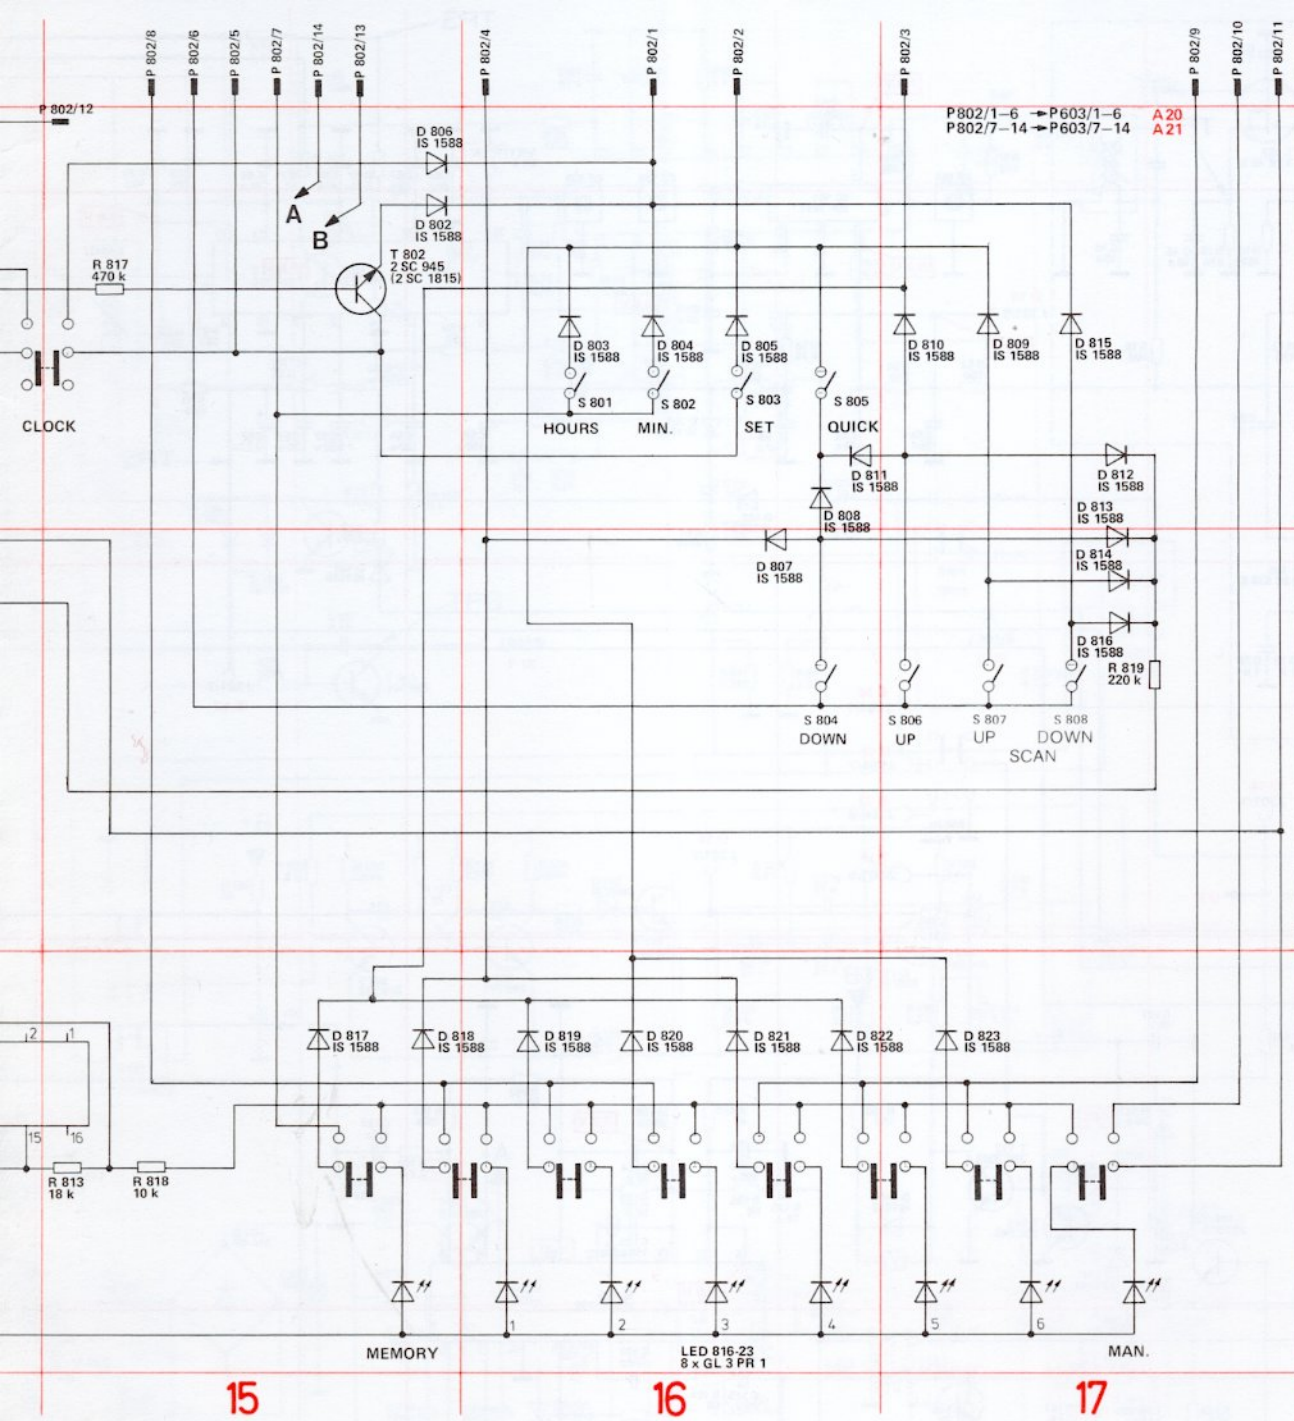 P 802/8
P 802/6
P 802/5
P 802/7
P 802/14
P 802/13
P 802/4
P 802/1
P 802/2
P 802/3
P 802/9
P 802/10
P 802/11
P 802/12
P802/1–6 → P603/1–6 A20
P802/7–14 → P603/7–14 A21
D 806
IS 1588
A
B
D 802
IS 1588
T 802
2 SC 945
(2 SC 1815)
R 817
470 k
D 803
IS 1588
D 804
IS 1588
D 805
IS 1588
D 810
IS 1588
D 809
IS 1588
D 815
IS 1588
S 801
S 802
S 803
S 805
CLOCK
HOURS
MIN.
SET
QUICK
D 811
IS 1588
D 812
IS 1588
D 808
IS 1588
D 813
IS 1588
D 807
IS 1588
D 814
IS 1588
D 816
IS 1588
R 819
220 k
S 804
S 806
S 807
S 808
DOWN
UP
UP
DOWN
SCAN
2
1
D 817
IS 1588
D 818
IS 1588
D 819
IS 1588
D 820
IS 1588
D 821
IS 1588
D 822
IS 1588
D 823
IS 1588
15
16
R 813
18 k
R 818
10 k
1
2
3
4
5
6
MEMORY
LED 816-23
8 x GL 3 PR 1
MAN.
15
16
17